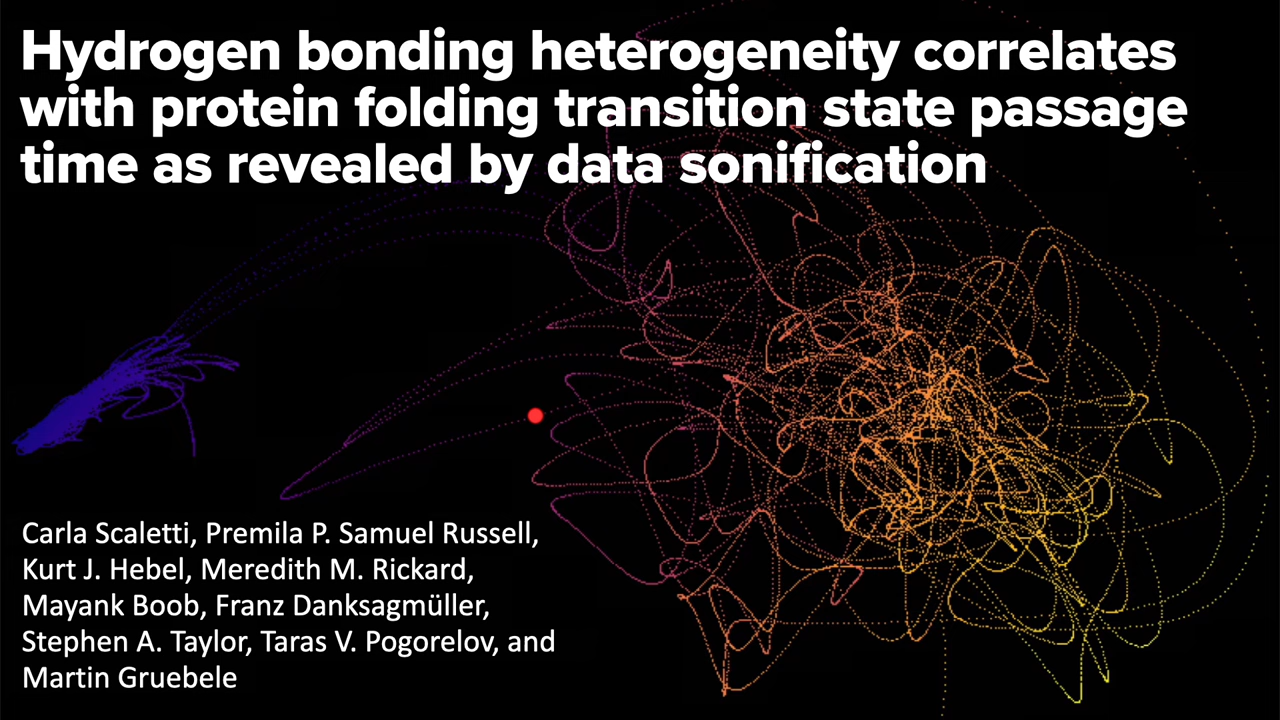 Hydrogen bonding heterogeneity correlates
with protein folding transition state passage
time as revealed by data sonification
Carla Scaletti, Premila P. Samuel Russell,
Kurt J. Hebel, Meredith M. Rickard,
Mayank Boob, Franz Danksagmüller,
Stephen A. Taylor, Taras V. Pogorelov, and
Martin Gruebele